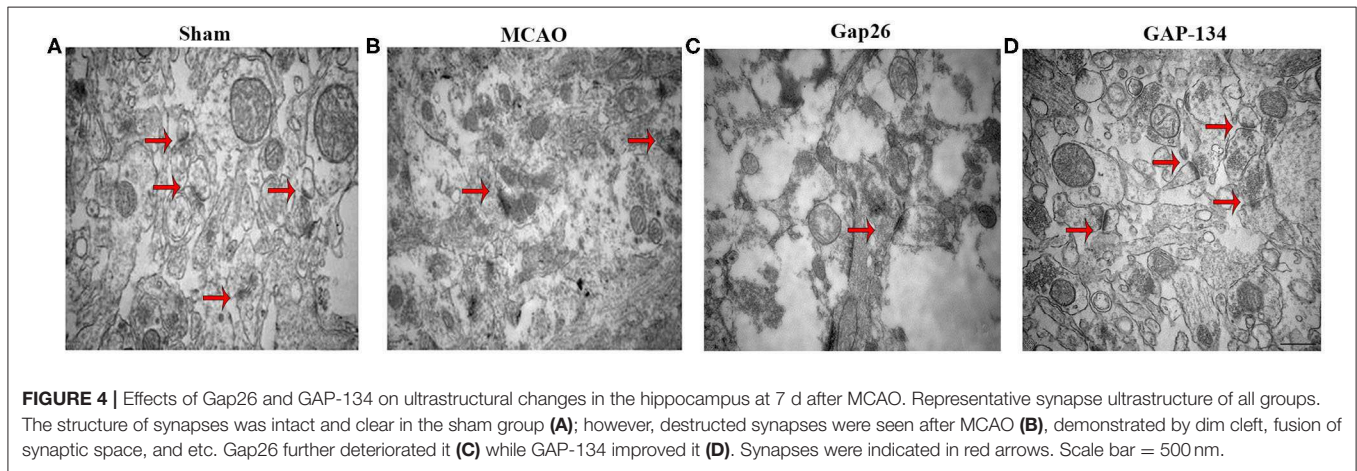 A Sham B MCAO C Gap26 D GAP-134
FIGURE 4 | Effects of Gap26 and GAP-134 on ultrastructural changes in the hippocampus at 7 d after MCAO. Representative synapse ultrastructure of all groups.
The structure of synapses was intact and clear in the sham group (A); however, destructed synapses were seen after MCAO (B), demonstrated by dim cleft, fusion of
synaptic space, and etc. Gap26 further deteriorated it (C) while GAP-134 improved it (D). Synapses were indicated in red arrows. Scale bar = 500 nm.